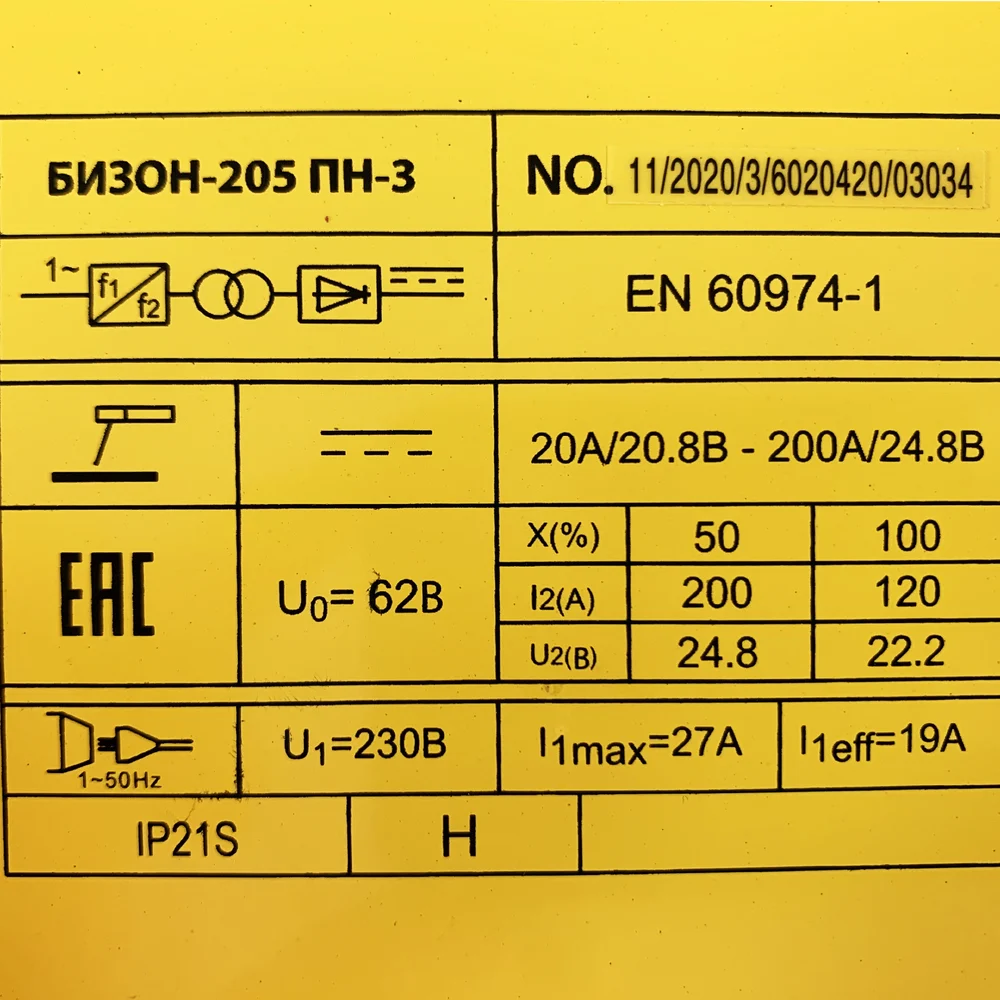 БИЗОН-205 ПН-3
NO. 11/2020/3/6020420/03034
1~
f1
f2
EN 60974-1
20A/20.8B - 200A/24.8B
EAC
U0= 62B
X(%) 50 100
I2(A) 200 120
U2(B) 24.8 22.2
1~50Hz
U1=230B
I1max=27A
I1eff=19A
IP21S
H